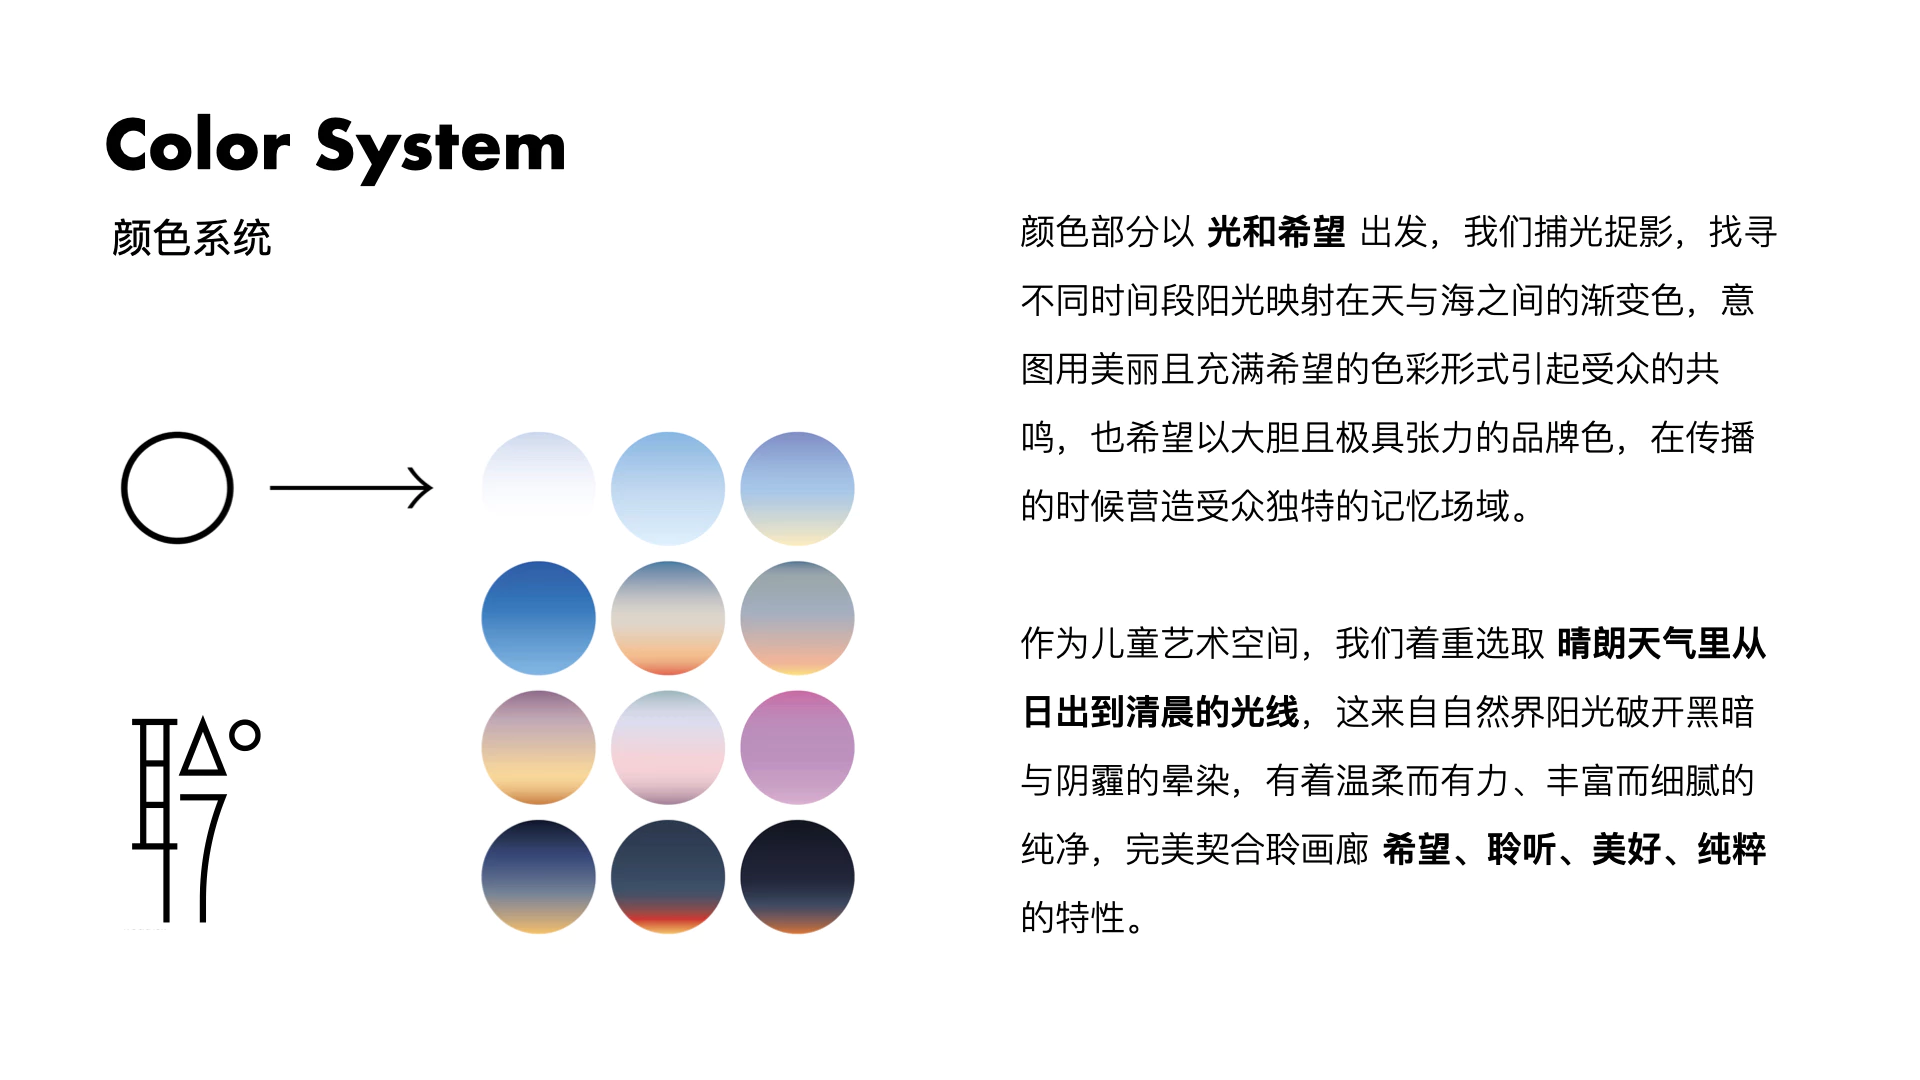 Color System
颜色系统
颜色部分以 光和希望 出发，我们捕光捉影，找寻
不同时间段阳光映射在天与海之间的渐变色，意
图用美丽且充满希望的色彩形式引起受众的共
鸣，也希望以大胆且极具张力的品牌色，在传播
的时候营造受众独特的记忆场域。
作为儿童艺术空间，我们着重选取 晴朗天气里从
日出到清晨的光线，这来自自然界阳光破开黑暗
与阴霾的晕染，有着温柔而有力、丰富而细腻的
纯净，完美契合聆画廊 希望、聆听、美好、纯粹
的特性。
聆